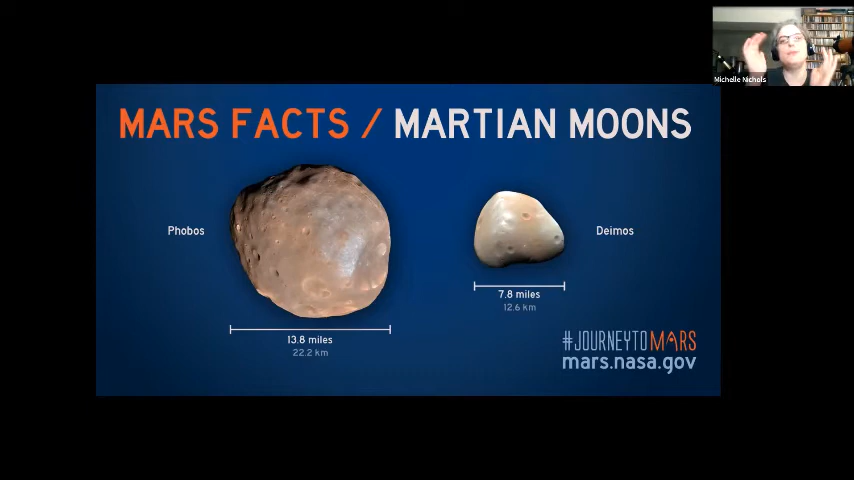 Michelle Nichols
MARS FACTS / MARTIAN MOONS
Phobos
Deimos
7.8 miles
12.6 km
13.8 miles
22.2 km
#JOURNEYTOMARS
mars.nasa.gov